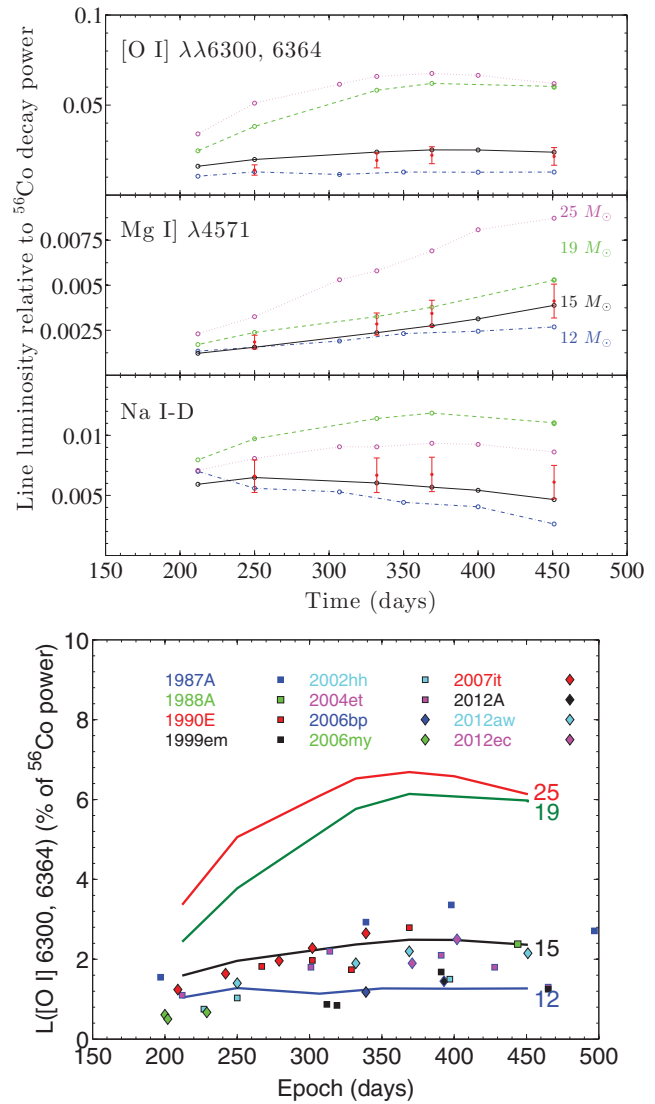 0.1
[O I] λλ6300, 6364
0.05
Mg I] λ4571
25 M☉
0.0075
19 M☉
0.005
15 M☉
0.0025
12 M☉
Na I-D
0.01
0.005
150 200 250 300 350 400 450 500
Time (days)
Line luminosity relative to ⁵⁶Co decay power
10
1987A 2002hh 2007it
1988A 2004et 2012A
1990E 2006bp 2012aw
1999em 2006my 2012ec
8
6
25
19
4
2
15
12
0
150 200 250 300 350 400 450 500
Epoch (days)
L([O I] 6300, 6364) (% of ⁵⁶Co power)